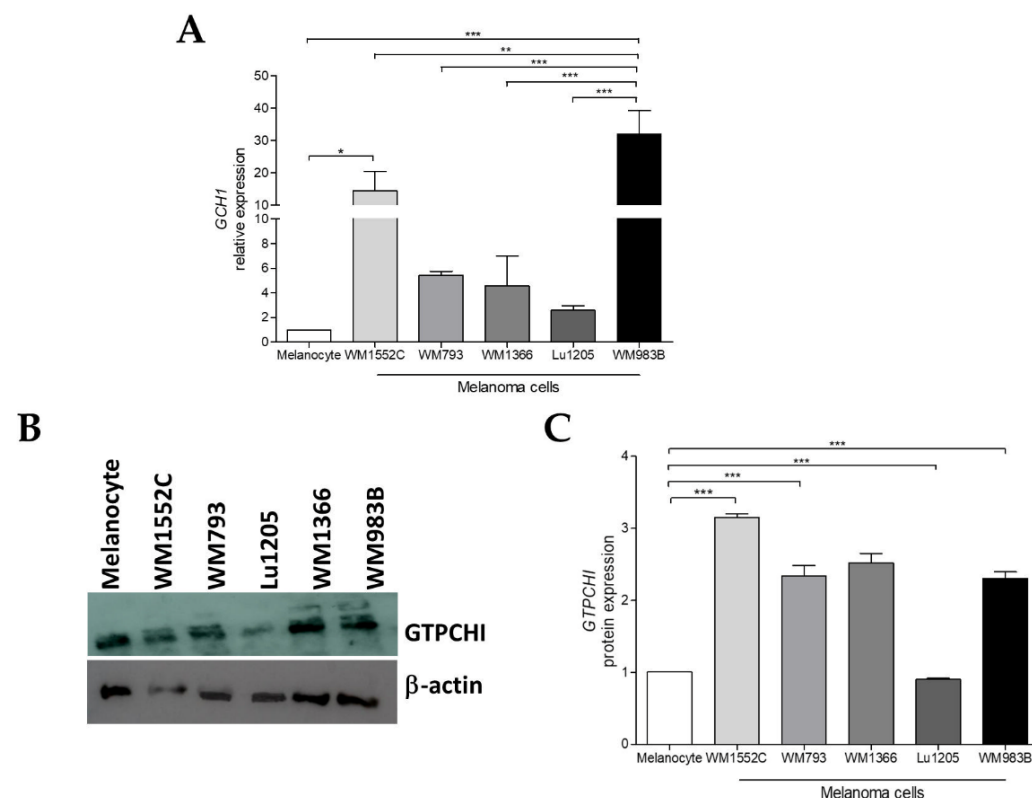 A
***
**
***
***
***
*
GCH1
relative expression
50
40
30
20
10
10
8
6
4
2
0
Melanocyte WM1552C WM793 WM1366 Lu1205 WM983B
Melanoma cells
B
Melanocyte
WM1552C
WM793
Lu1205
WM1366
WM983B
GTPCHI
β-actin
C
***
***
***
***
GTPCHI
protein expression
4
3
2
1
0
Melanocyte WM1552C WM793 WM1366 Lu1205 WM983B
Melanoma cells